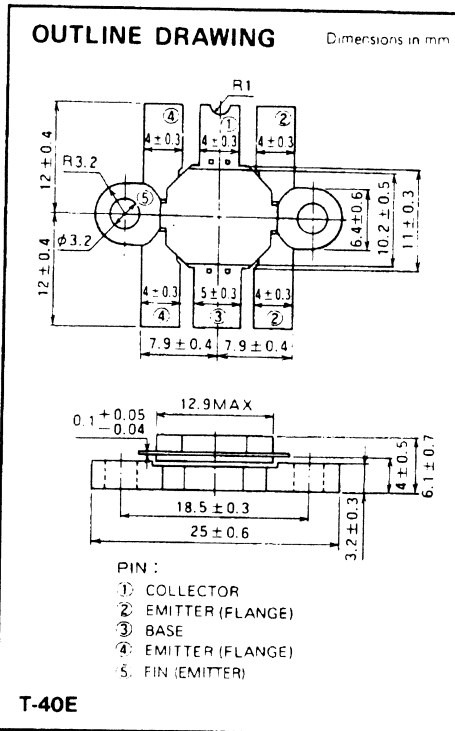 OUTLINE DRAWING
Dimensions in mm
R1
④ ① ②
4 ± 0.3 4 ± 0.3 4 ± 0.3
12 ± 0.4
R3.2
⑤
φ3.2
12 ± 0.4
6.4 ± 0.6
10.2 ± 0.5
11 ± 0.3
4 ± 0.3 5 ± 0.3 4 ± 0.3
④ ③ ②
7.9 ± 0.4 7.9 ± 0.4
12.9 MAX
0.1 + 0.05
− 0.04
18.5 ± 0.3
25 ± 0.6
3.2 ± 0.3
4 ± 0.5
6.1 ± 0.7
PIN :
① COLLECTOR
② EMITTER (FLANGE)
③ BASE
④ EMITTER (FLANGE)
⑤ FIN (EMITTER)
T-40E